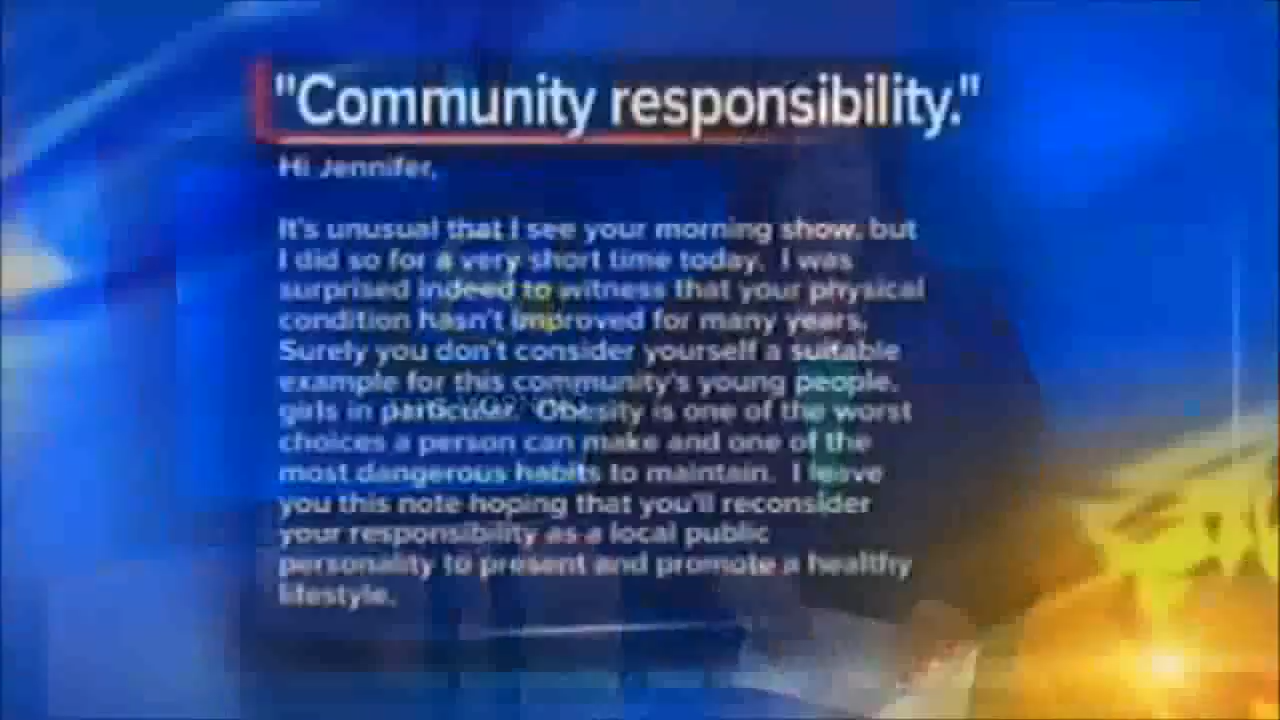 "Community responsibility."
Hi Jennifer,
It's unusual that I see your morning show, but
I did so for a very short time today. I was
surprised indeed to witness that your physical
condition hasn't improved for many years.
Surely you don't consider yourself a suitable
example for this community's young people,
girls in particular. Obesity is one of the worst
choices a person can make and one of the
most dangerous habits to maintain. I leave
you this note hoping that you'll reconsider
your responsibility as a local public
personality to present and promote a healthy
lifestyle.